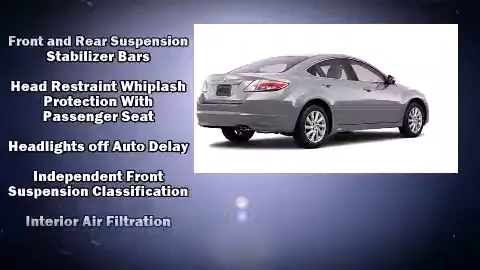 Front and Rear Suspension
Stabilizer Bars
Head Restraint Whiplash
Protection With
Passenger Seat
Headlights off Auto Delay
Independent Front
Suspension Classification
Interior Air Filtration